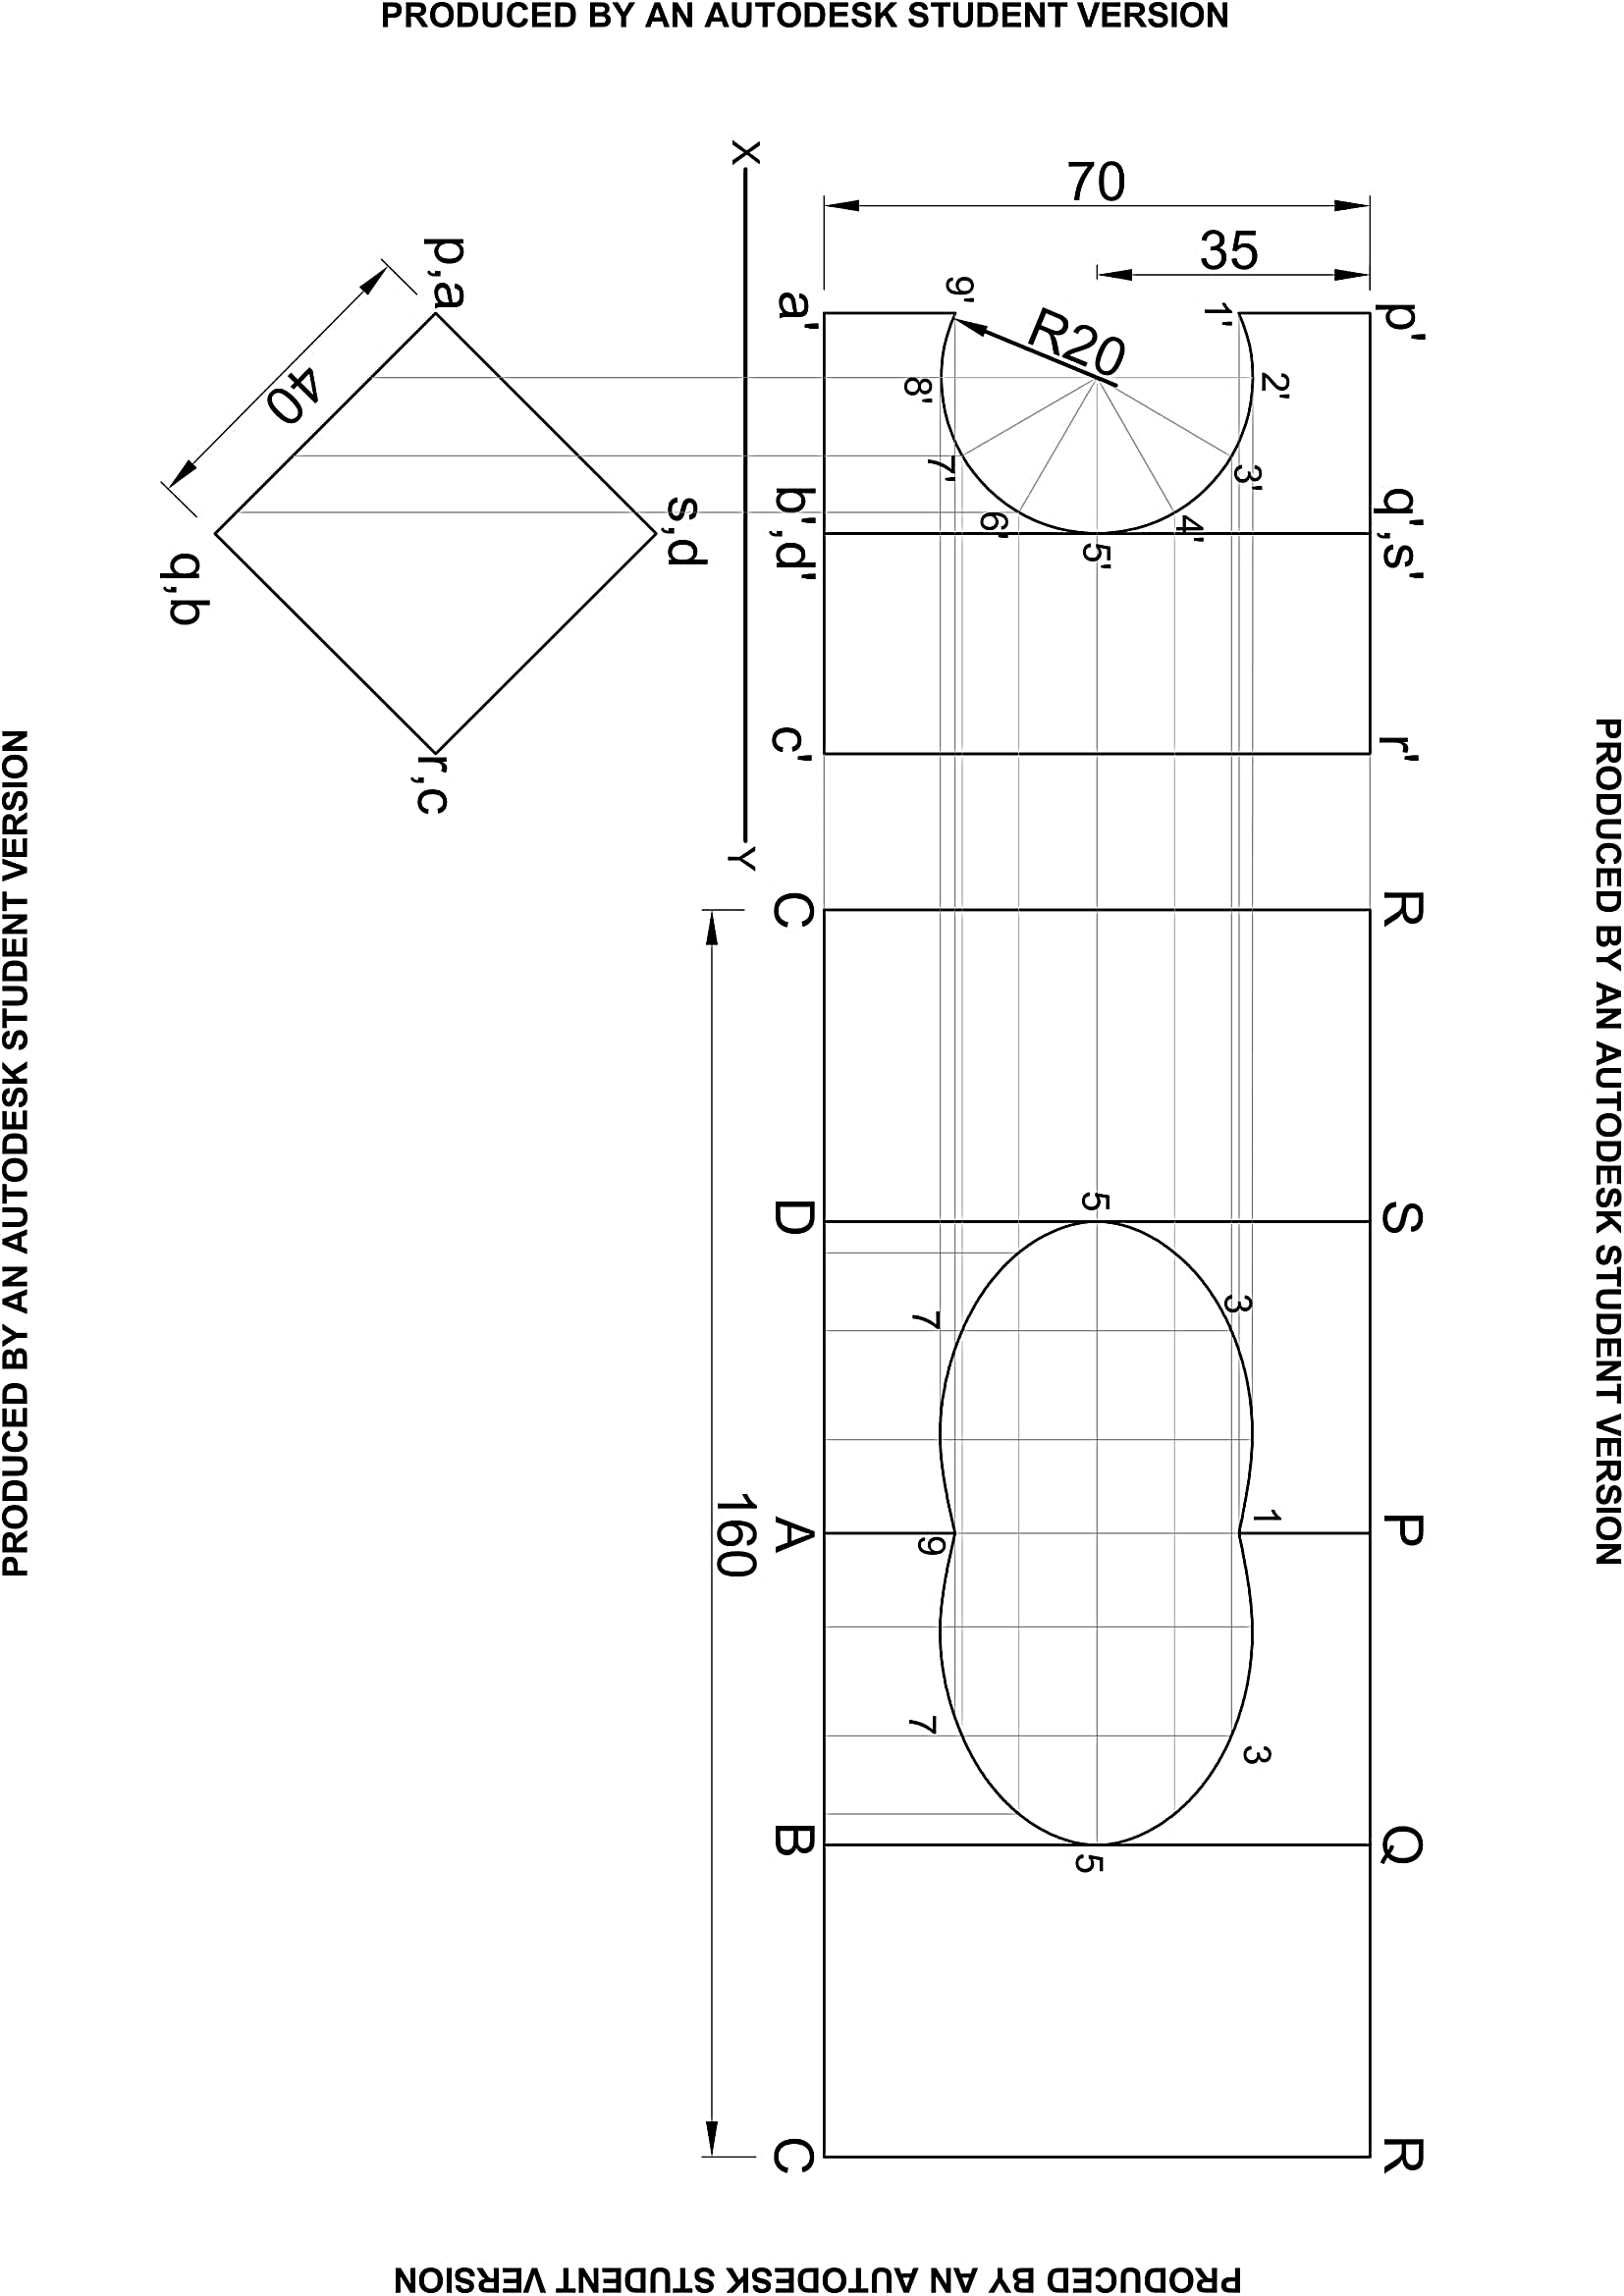 PRODUCED BY AN AUTODESK STUDENT VERSION
PRODUCED BY AN AUTODESK STUDENT VERSION
PRODUCED BY AN AUTODESK STUDENT VERSION
PRODUCED BY AN AUTODESK STUDENT VERSION
X
Y
70
35
R20
40
160
p,a
s,d
q,b
r,c
a'
b',d'
c'
p'
q',s'
r'
1'
2'
3'
4'
5'
6'
7'
8'
9'
C
D
A
B
C
R
S
P
Q
R
5
3
7
1
9
7
3
5